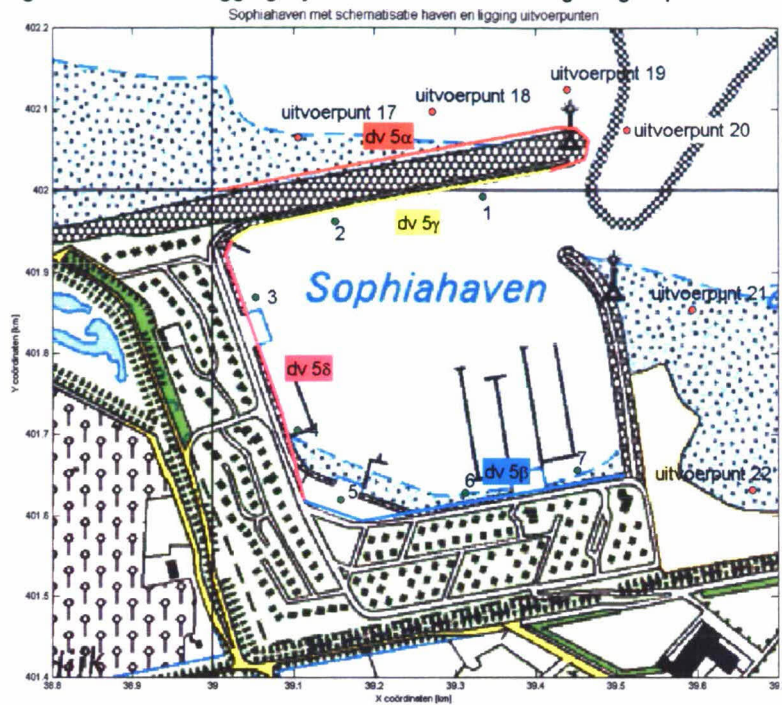 Sophiahaven met schematisatie haven en ligging uitvoerpunten
402.2
402.1
402
401.9
401.8
401.7
401.6
401.5
401.4
Y coördinaten [km]
uitvoerpunt 19
uitvoerpunt 18
uitvoerpunt 17
uitvoerpunt 20
dv 5α
1
2
dv 5γ
3
Sophiahaven
uitvoerpunt 21
dv 5δ
4
5
6
dv 5β
7
uitvoerpunt 22
38.8
38.9
39
39.1
39.2
39.3
39.4
39.5
39.6
39.7
X coördinaten [km]